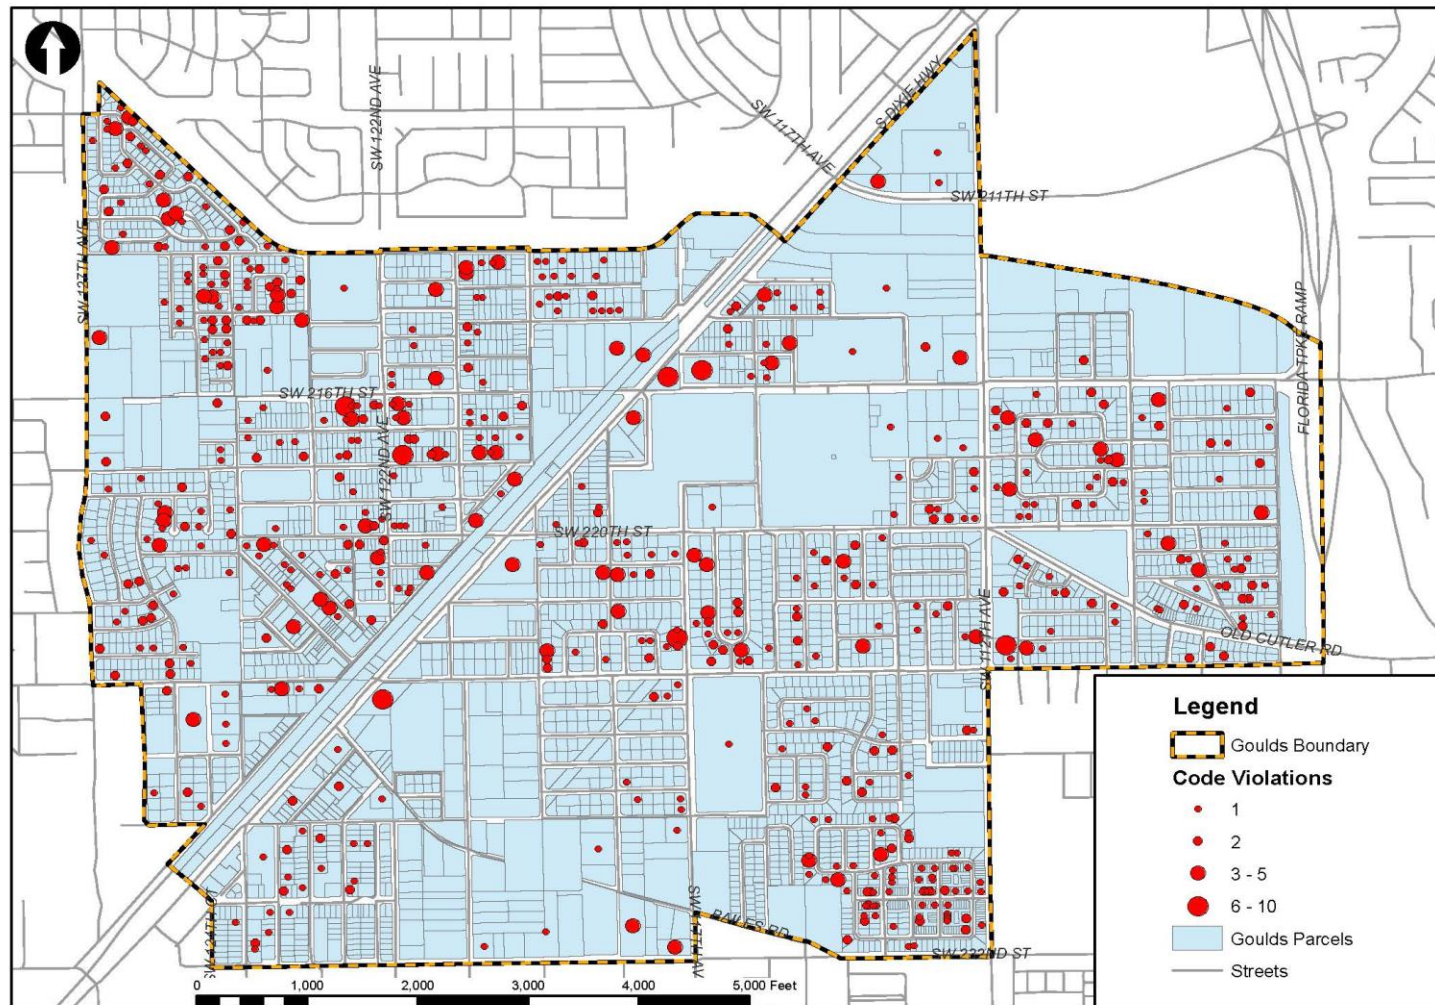 SW 122ND AVE
S DIXIE HWY
SW 117TH AVE
SW 211TH ST
SW 127TH AVE
FLORIDA TPKE RAMP
SW 216TH ST
SW 122ND AVE
SW 220TH ST
SW 112TH AVE
OLD CUTLER RD
BAILES RD
SW 232ND ST
Legend
Goulds Boundary
Code Violations
1
2
3 - 5
6 - 10
Goulds Parcels
Streets
0 1,000 2,000 3,000 4,000 5,000 Feet